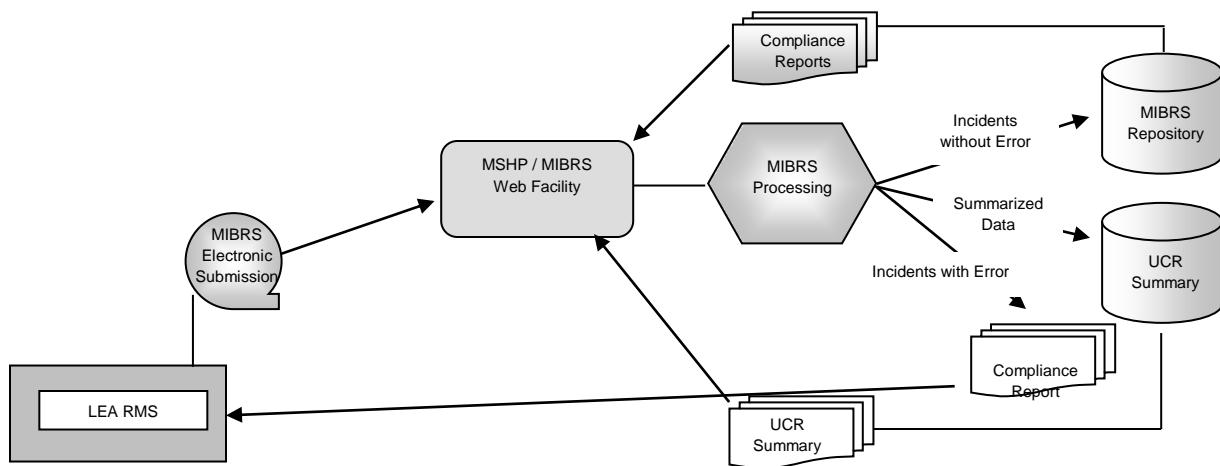 Compliance
Reports
MIBRS
Repository
Incidents
without Error
MSHP / MIBRS
Web Facility
MIBRS
Processing
Summarized
Data
MIBRS
Electronic
Submission
Incidents with Error
UCR
Summary
Compliance
Report
LEA RMS
UCR
Summary